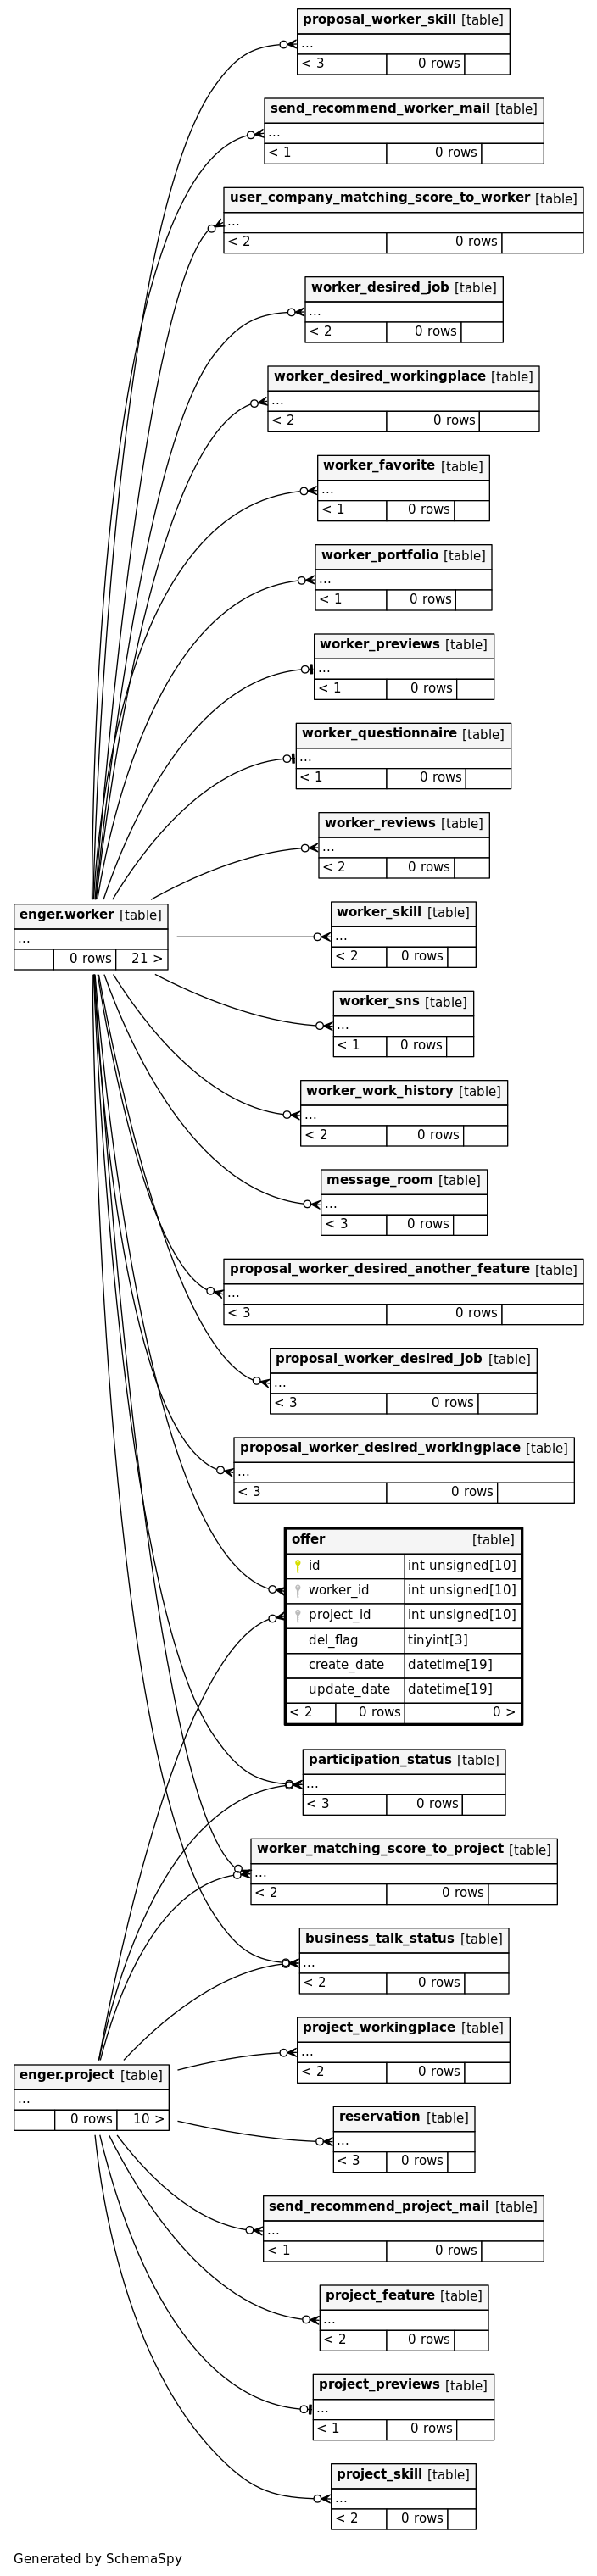 proposal_worker_skill [table]
...
< 3 0 rows
send_recommend_worker_mail [table]
...
< 1 0 rows
user_company_matching_score_to_worker [table]
...
< 2 0 rows
worker_desired_job [table]
...
< 2 0 rows
worker_desired_workingplace [table]
...
< 2 0 rows
worker_favorite [table]
...
< 1 0 rows
worker_portfolio [table]
...
< 1 0 rows
worker_previews [table]
...
< 1 0 rows
worker_questionnaire [table]
...
< 1 0 rows
worker_reviews [table]
...
< 2 0 rows
enger.worker [table]
...
0 rows 21 >
worker_skill [table]
...
< 2 0 rows
worker_sns [table]
...
< 1 0 rows
worker_work_history [table]
...
< 2 0 rows
message_room [table]
...
< 3 0 rows
proposal_worker_desired_another_feature [table]
...
< 3 0 rows
proposal_worker_desired_job [table]
...
< 3 0 rows
proposal_worker_desired_workingplace [table]
...
< 3 0 rows
offer [table]
id int unsigned[10]
worker_id int unsigned[10]
project_id int unsigned[10]
del_flag tinyint[3]
create_date datetime[19]
update_date datetime[19]
< 2 0 rows 0 >
participation_status [table]
...
< 3 0 rows
worker_matching_score_to_project [table]
...
< 2 0 rows
business_talk_status [table]
...
< 2 0 rows
project_workingplace [table]
...
< 2 0 rows
enger.project [table]
...
0 rows 10 >
reservation [table]
...
< 3 0 rows
send_recommend_project_mail [table]
...
< 1 0 rows
project_feature [table]
...
< 2 0 rows
project_previews [table]
...
< 1 0 rows
project_skill [table]
...
< 2 0 rows
Generated by SchemaSpy